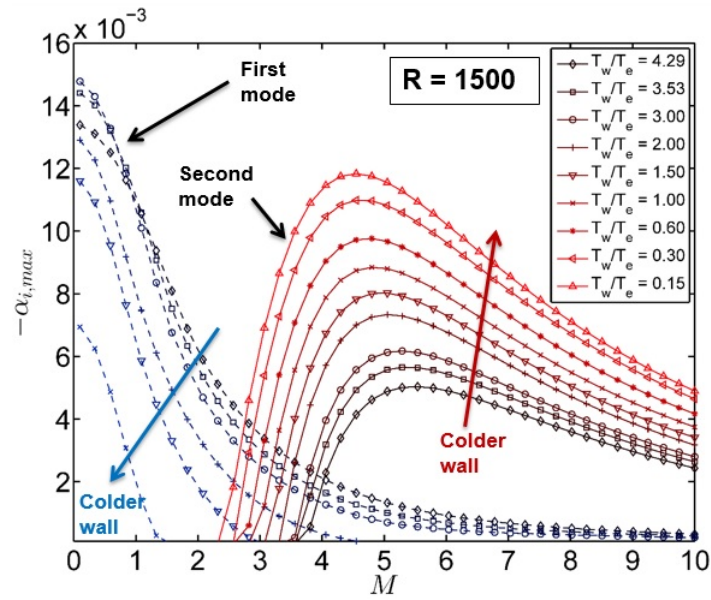 × 10⁻³
16
14
12
10
8
6
4
2
−α_{i,max}
0 1 2 3 4 5 6 7 8 9 10
M
First
mode
R = 1500
Second
mode
Colder
wall
Colder
wall
T_w/T_e = 4.29
T_w/T_e = 3.53
T_w/T_e = 3.00
T_w/T_e = 2.00
T_w/T_e = 1.50
T_w/T_e = 1.00
T_w/T_e = 0.60
T_w/T_e = 0.30
T_w/T_e = 0.15